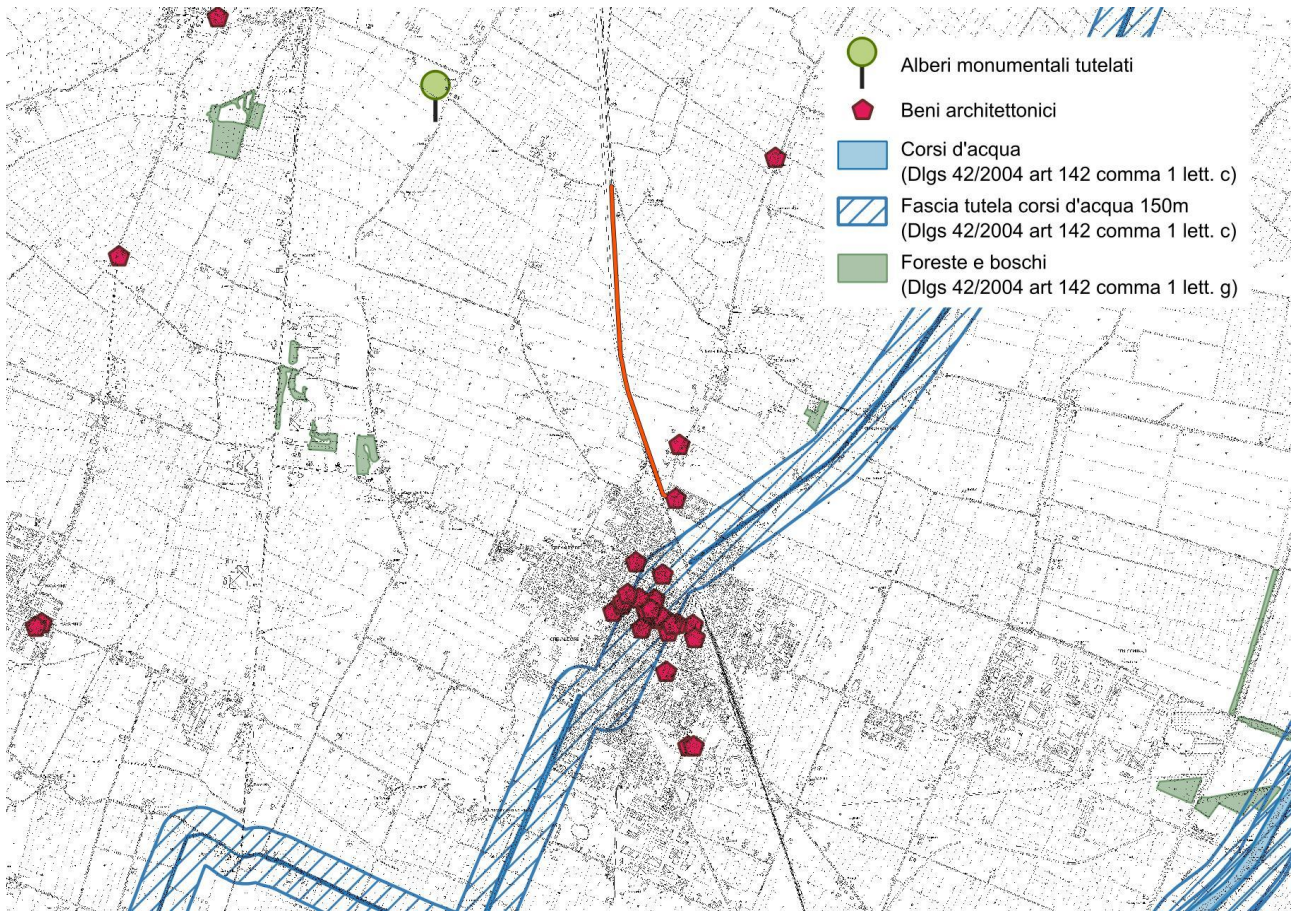 Alberi monumentali tutelati
Beni architettonici
Corsi d'acqua
(Dlgs 42/2004 art 142 comma 1 lett. c)
Fascia tutela corsi d'acqua 150m
(Dlgs 42/2004 art 142 comma 1 lett. c)
Foreste e boschi
(Dlgs 42/2004 art 142 comma 1 lett. g)